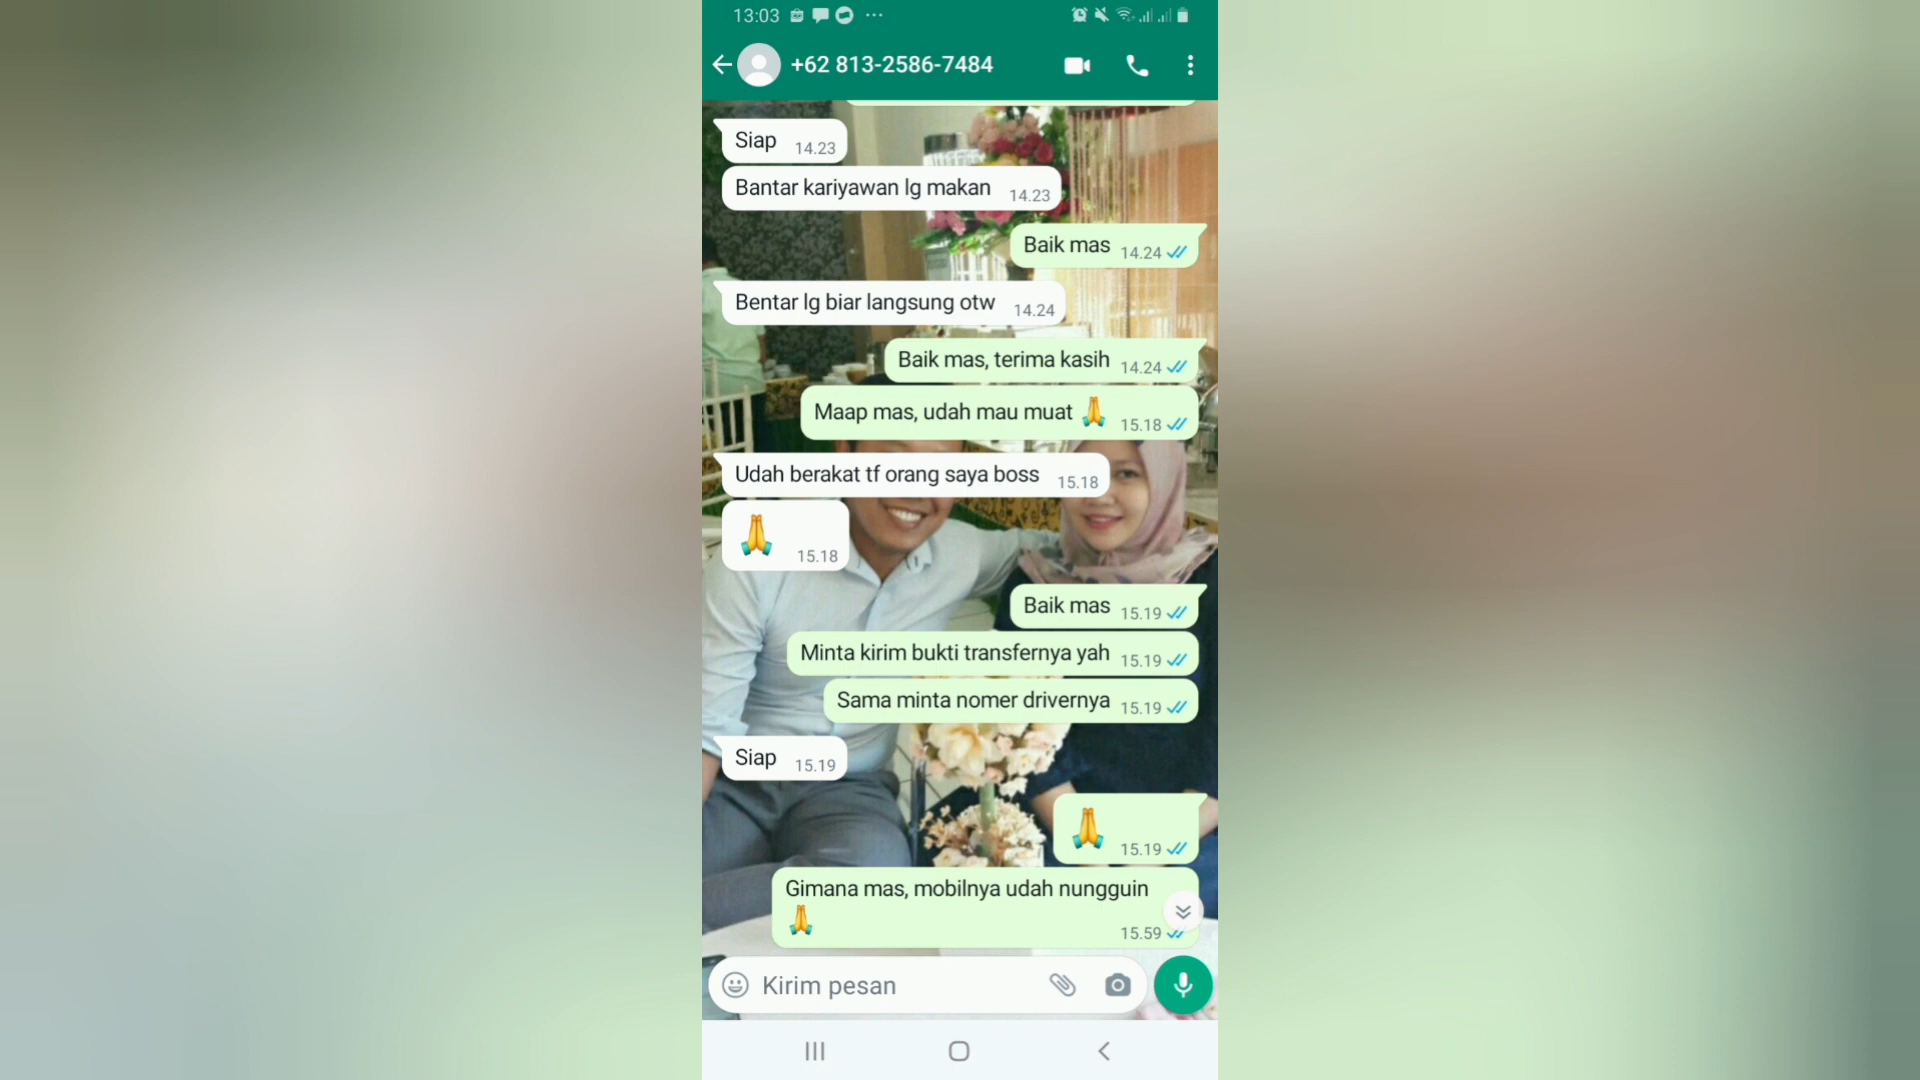 13:03
+62 813-2586-7484
Siap 14.23
Bantar kariyawan lg makan 14.23
Baik mas 14.24
Bentar lg biar langsung otw 14.24
Baik mas, terima kasih 14.24
Maap mas, udah mau muat 🙏 15.18
Udah berakat tf orang saya boss 15.18
🙏 15.18
Baik mas 15.19
Minta kirim bukti transfernya yah 15.19
Sama minta nomer drivernya 15.19
Siap 15.19
🙏 15.19
Gimana mas, mobilnya udah nungguin
🙏 15.59
Kirim pesan